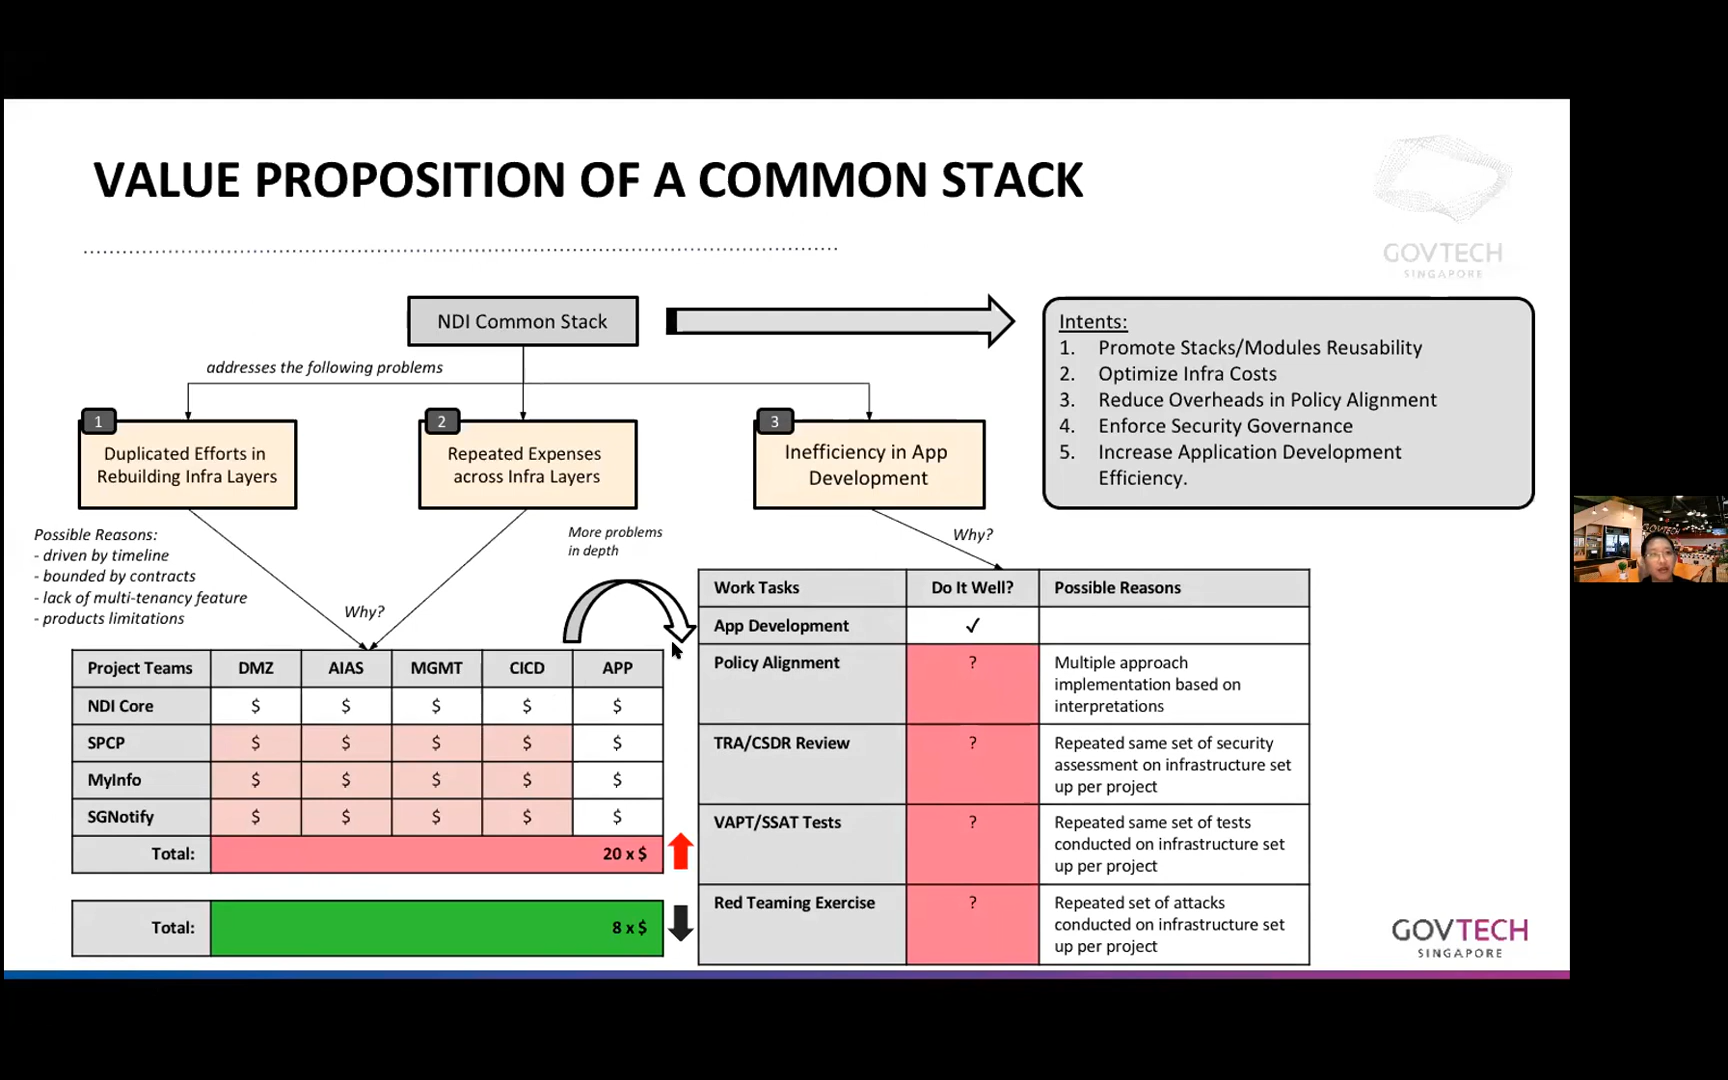 VALUE PROPOSITION OF A COMMON STACK
GOVTECH
SINGAPORE
NDI Common Stack
addresses the following problems
Intents:
1. Promote Stacks/Modules Reusability
2. Optimize Infra Costs
3. Reduce Overheads in Policy Alignment
4. Enforce Security Governance
5. Increase Application Development
Efficiency.
1
Duplicated Efforts in
Rebuilding Infra Layers
2
Repeated Expenses
across Infra Layers
3
Inefficiency in App
Development
Possible Reasons:
- driven by timeline
- bounded by contracts
- lack of multi-tenancy feature
- products limitations
Why?
More problems
in depth
Why?
Project Teams DMZ AIAS MGMT CICD APP
NDI Core $ $ $ $ $
SPCP $ $ $ $ $
MyInfo $ $ $ $ $
SGNotify $ $ $ $ $
Total: 20 x $
Total: 8 x $
Work Tasks Do It Well? Possible Reasons
App Development ✓
Policy Alignment ? Multiple approach
implementation based on
interpretations
TRA/CSDR Review ? Repeated same set of security
assessment on infrastructure set
up per project
VAPT/SSAT Tests ? Repeated same set of tests
conducted on infrastructure set
up per project
Red Teaming Exercise ? Repeated set of attacks
conducted on infrastructure set
up per project
GOVTECH
SINGAPORE